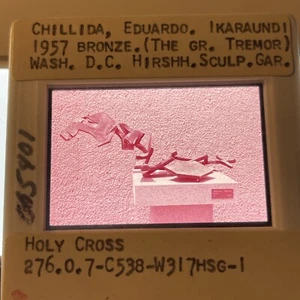 CHILLIDA, EDUARDO. IKARAUNDI
1957 BRONZE.(THE GR. TREMOR)
WASH. D.C. HIRSHH.SCULP.GAR.
HOLY CROSS
276.0.7-C538-W317HSG-1